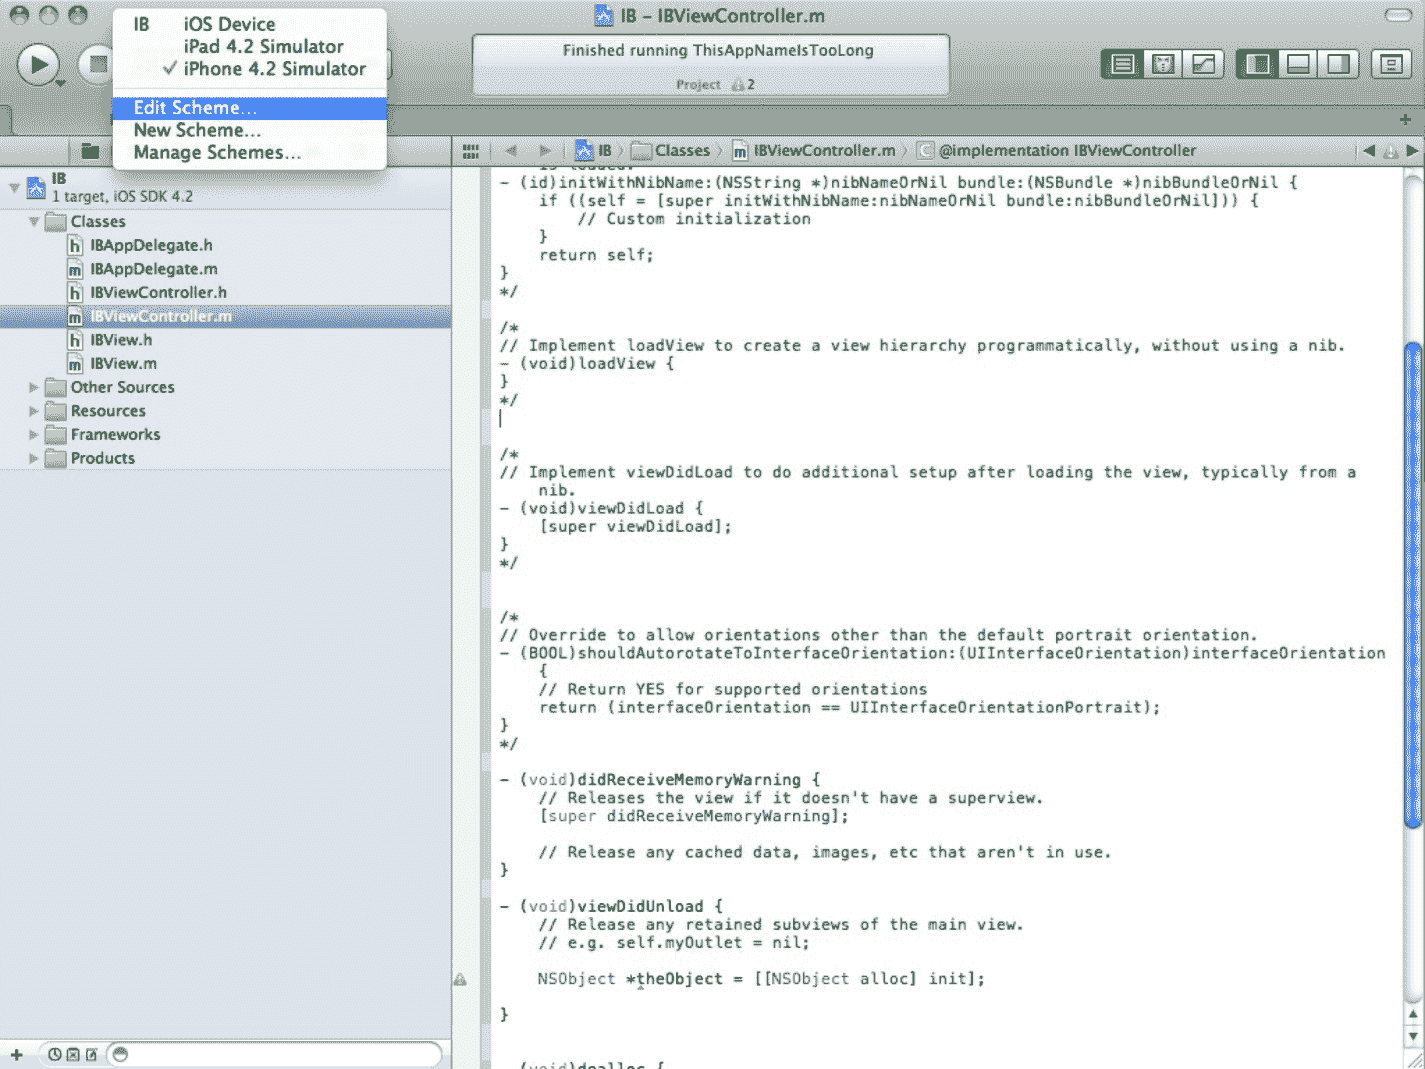 IB - IBViewController.m
IB iOS Device
iPad 4.2 Simulator
✓ iPhone 4.2 Simulator
Edit Scheme...
New Scheme...
Manage Schemes...
Finished running ThisAppNameIsTooLong
Project 2
IB Classes IBViewController.m @implementation IBViewController
IB
1 target, iOS SDK 4.2
Classes
IBAppDelegate.h
IBAppDelegate.m
IBViewController.h
IBViewController.m
IBView.h
IBView.m
Other Sources
Resources
Frameworks
Products
is loaded.
- (id)initWithNibName:(NSString *)nibNameOrNil bundle:(NSBundle *)nibBundleOrNil {
if ((self = [super initWithNibName:nibNameOrNil bundle:nibBundleOrNil])) {
// Custom initialization
}
return self;
}
*/
/*
// Implement loadView to create a view hierarchy programmatically, without using a nib.
- (void)loadView {
}
*/
/*
// Implement viewDidLoad to do additional setup after loading the view, typically from a
nib.
- (void)viewDidLoad {
[super viewDidLoad];
}
*/
/*
// Override to allow orientations other than the default portrait orientation.
- (BOOL)shouldAutorotateToInterfaceOrientation:(UIInterfaceOrientation)interfaceOrientation
{
// Return YES for supported orientations
return (interfaceOrientation == UIInterfaceOrientationPortrait);
}
*/
- (void)didReceiveMemoryWarning {
// Releases the view if it doesn't have a superview.
[super didReceiveMemoryWarning];
// Release any cached data, images, etc that aren't in use.
}
- (void)viewDidUnload {
// Release any retained subviews of the main view.
// e.g. self.myOutlet = nil;
NSObject *theObject = [[NSObject alloc] init];
}
(void)dealloc {